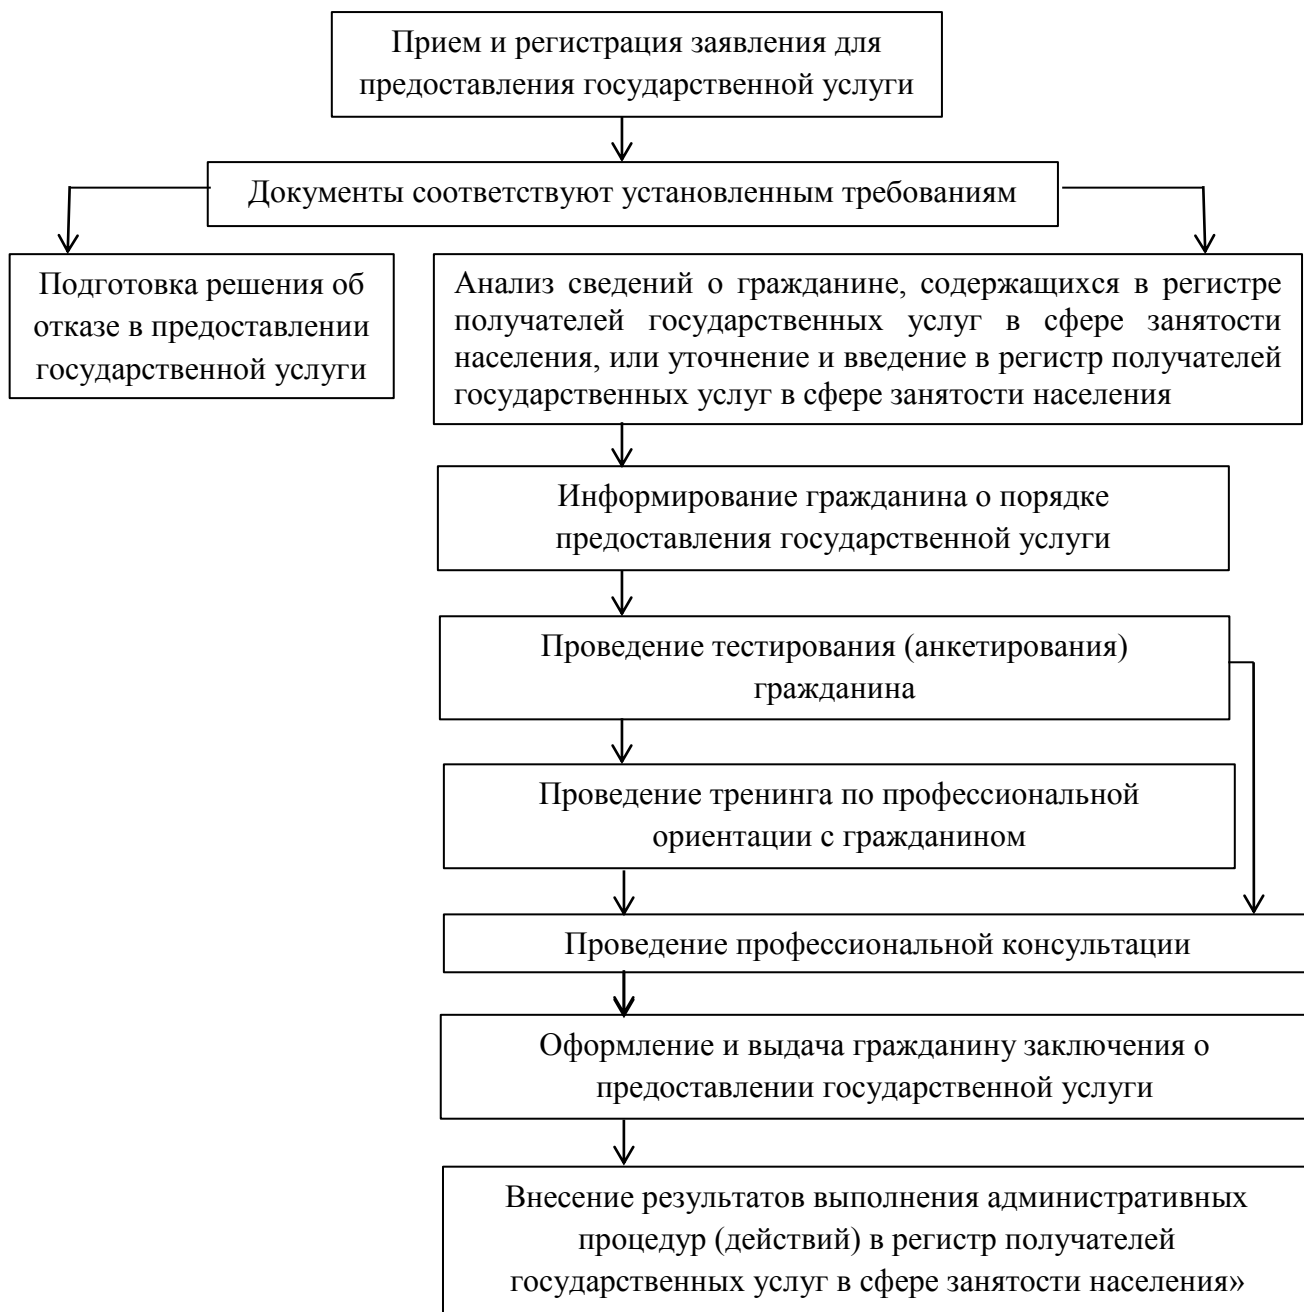 Прием и регистрация заявления для
предоставления государственной услуги
Документы соответствуют установленным требованиям
Подготовка решения об
отказе в предоставлении
государственной услуги
Анализ сведений о гражданине, содержащихся в регистре
получателей государственных услуг в сфере занятости
населения, или уточнение и введение в регистр получателей
государственных услуг в сфере занятости населения
Информирование гражданина о порядке
предоставления государственной услуги
Проведение тестирования (анкетирования)
гражданина
Проведение тренинга по профессиональной
ориентации с гражданином
Проведение профессиональной консультации
Оформление и выдача гражданину заключения о
предоставлении государственной услуги
Внесение результатов выполнения административных
процедур (действий) в регистр получателей
государственных услуг в сфере занятости населения»